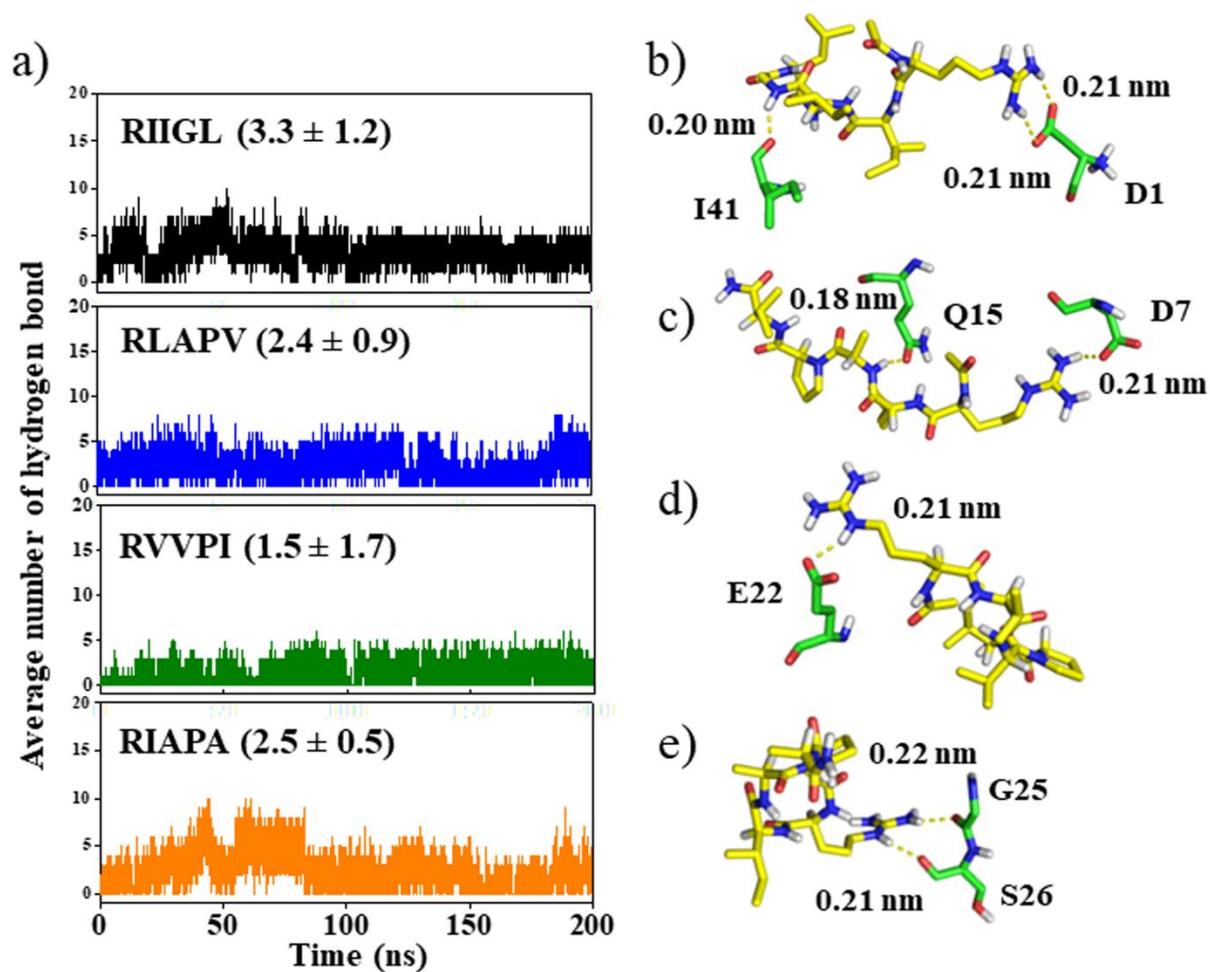 a)
Average number of hydrogen bond
20
15
10
5
0
RIIGL (3.3 ± 1.2)
20
15
10
5
0
RLAPV (2.4 ± 0.9)
20
15
10
5
0
RVVPI (1.5 ± 1.7)
20
15
10
5
0
RIAPA (2.5 ± 0.5)
0 50 100 150 200
Time (ns)
b)
0.21 nm
0.20 nm
0.21 nm
I41
D1
c)
0.18 nm
Q15
D7
0.21 nm
d)
0.21 nm
E22
e)
0.22 nm
G25
0.21 nm
S26